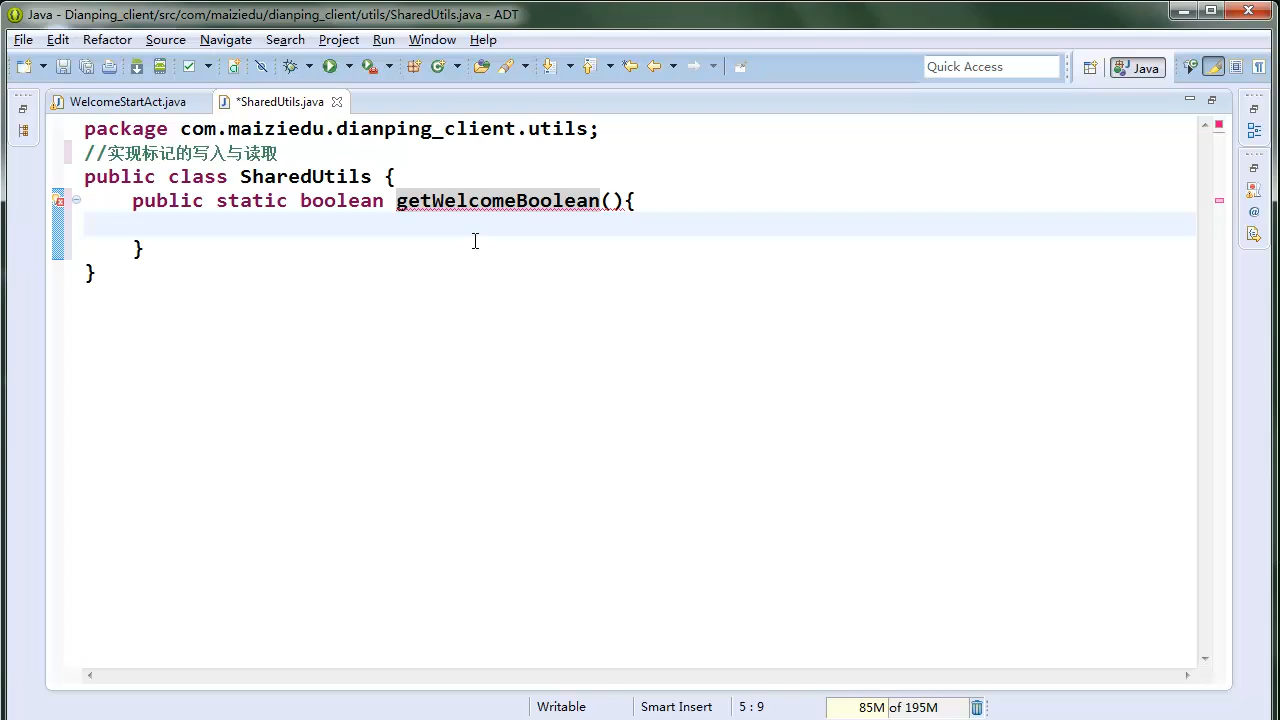 Java - Dianping_client/src/com/maiziedu/dianping_client/utils/SharedUtils.java - ADT
File Edit Refactor Source Navigate Search Project Run Window Help
Quick Access
Java
WelcomeStartAct.java
*SharedUtils.java
package com.maiziedu.dianping_client.utils;
//实现标记的写入与读取
public class SharedUtils {
public static boolean getWelcomeBoolean(){
}
}
Writable
Smart Insert
5 : 9
85M of 195M